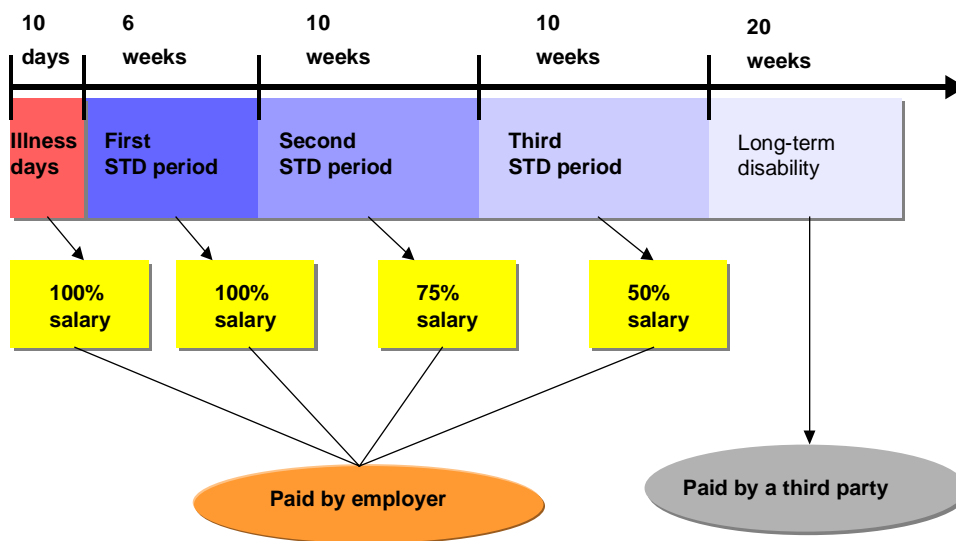 10
days
6
weeks
10
weeks
10
weeks
20
weeks
Illness
days
First
STD period
Second
STD period
Third
STD period
Long-term
disability
100%
salary
100%
salary
75%
salary
50%
salary
Paid by employer
Paid by a third party